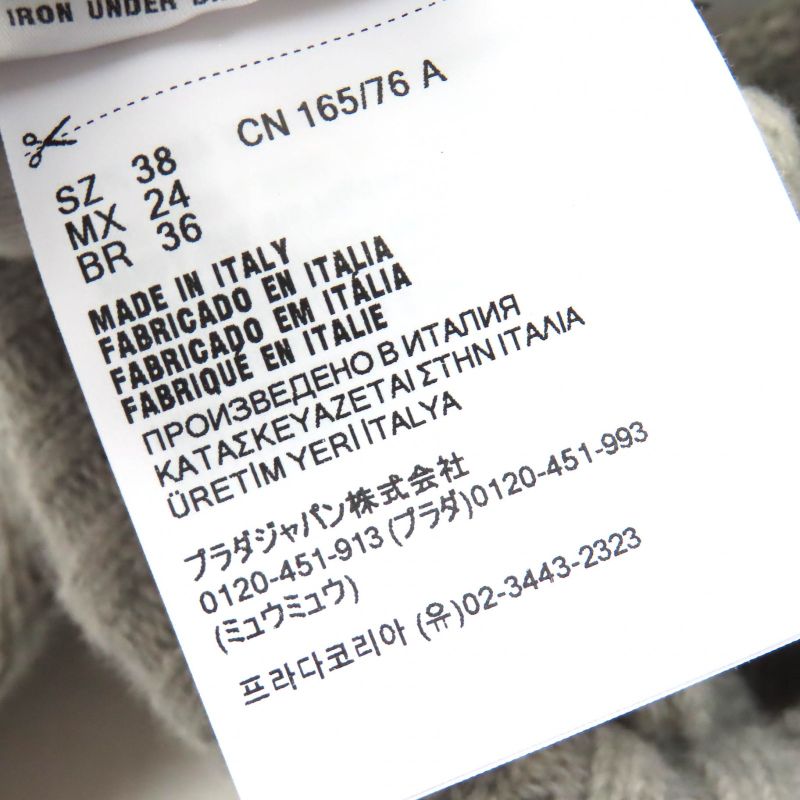 IRON UNDER
CN 165/76 A
SZ 38
MX 24
BR 36
MADE IN ITALY
FABRICADO EN ITALIA
FABRICADO EM ITÁLIA
FABRIQUÉ EN ITALIE
ПРОИЗВЕДЕНО В ИТАЛИЯ
ΚΑΤΑΣΚΕΥΑΖΕΤΑΙ ΣΤΗΝ ΙΤΑΛΙΑ
ÜRETİM YERİ İTALYA
プラダジャパン株式会社
0120-451-913 (プラダ)0120-451-993
(ミュウミュウ)
프라다코리아 (유)02-3443-2323